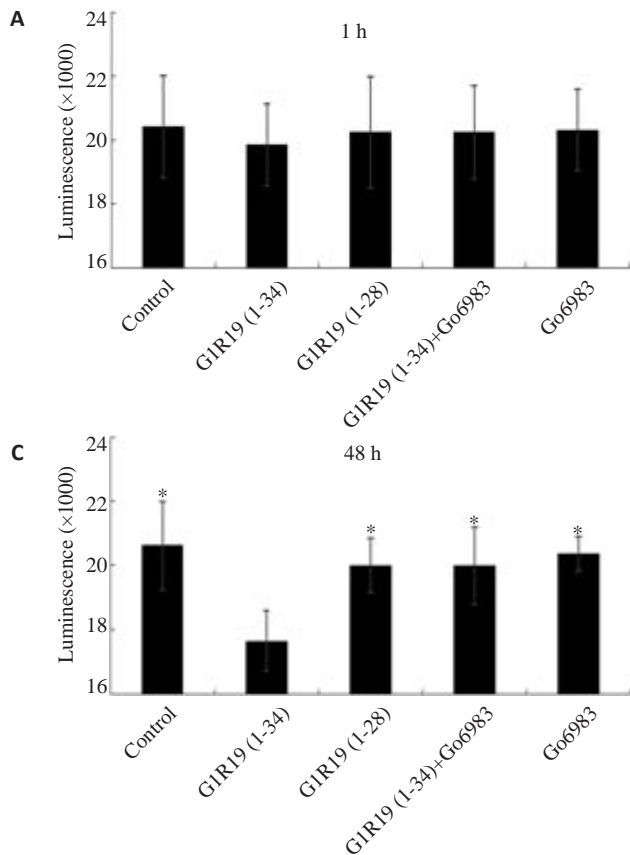 A
1 h
Luminescence (×1000)
24
22
20
18
16
Control
G1R19 (1-34)
G1R19 (1-28)
G1R19 (1-34)+Go6983
Go6983
C
48 h
Luminescence (×1000)
24
22
20
18
16
*
*
*
*
Control
G1R19 (1-34)
G1R19 (1-28)
G1R19 (1-34)+Go6983
Go6983